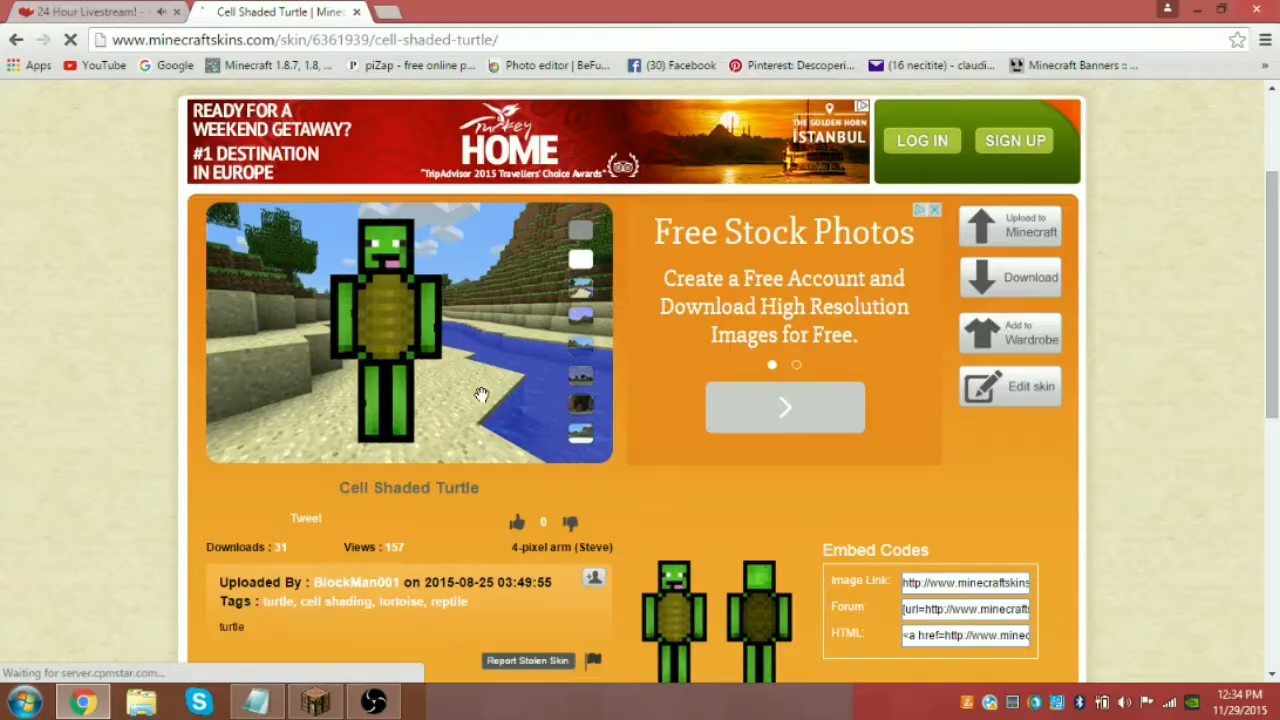 24 Hour Livestream! -
Cell Shaded Turtle | Mine
www.minecraftskins.com/skin/6361939/cell-shaded-turtle/
Apps
YouTube
Google
Minecraft 1.8.7, 1.8, ...
piZap - free online p...
Photo editor | BeFu...
(30) Facebook
Pinterest: Descoperi...
(16 necitite) - claudi...
Minecraft Banners :: ...
READY FOR A
WEEKEND GETAWAY?
#1 DESTINATION
IN EUROPE
Turkey
HOME
"TripAdvisor 2015 Travellers' Choice Awards"
THE GOLDEN HORN
İSTANBUL
LOG IN
SIGN UP
Free Stock Photos
Create a Free Account and
Download High Resolution
Images for Free.
Upload to
Minecraft
Download
Add to
Wardrobe
Edit skin
Cell Shaded Turtle
Tweet
0
Downloads : 31
Views : 157
4-pixel arm (Steve)
Uploaded By : BlockMan001 on 2015-08-25 03:49:55
Tags : turtle, cell shading, tortoise, reptile
turtle
Report Stolen Skin
Embed Codes
Image Link:
http://www.minecraftskins
Forum
[url=http://www.minecrafts
HTML:
<a href=http://www.minec
Waiting for server.cpmstar.com...
12:34 PM
11/29/2015